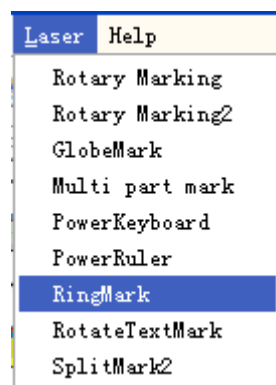 Laser Help
Rotary Marking
Rotary Marking2
GlobeMark
Multi part mark
PowerKeyboard
PowerRuler
RingMark
RotateTextMark
SplitMark2